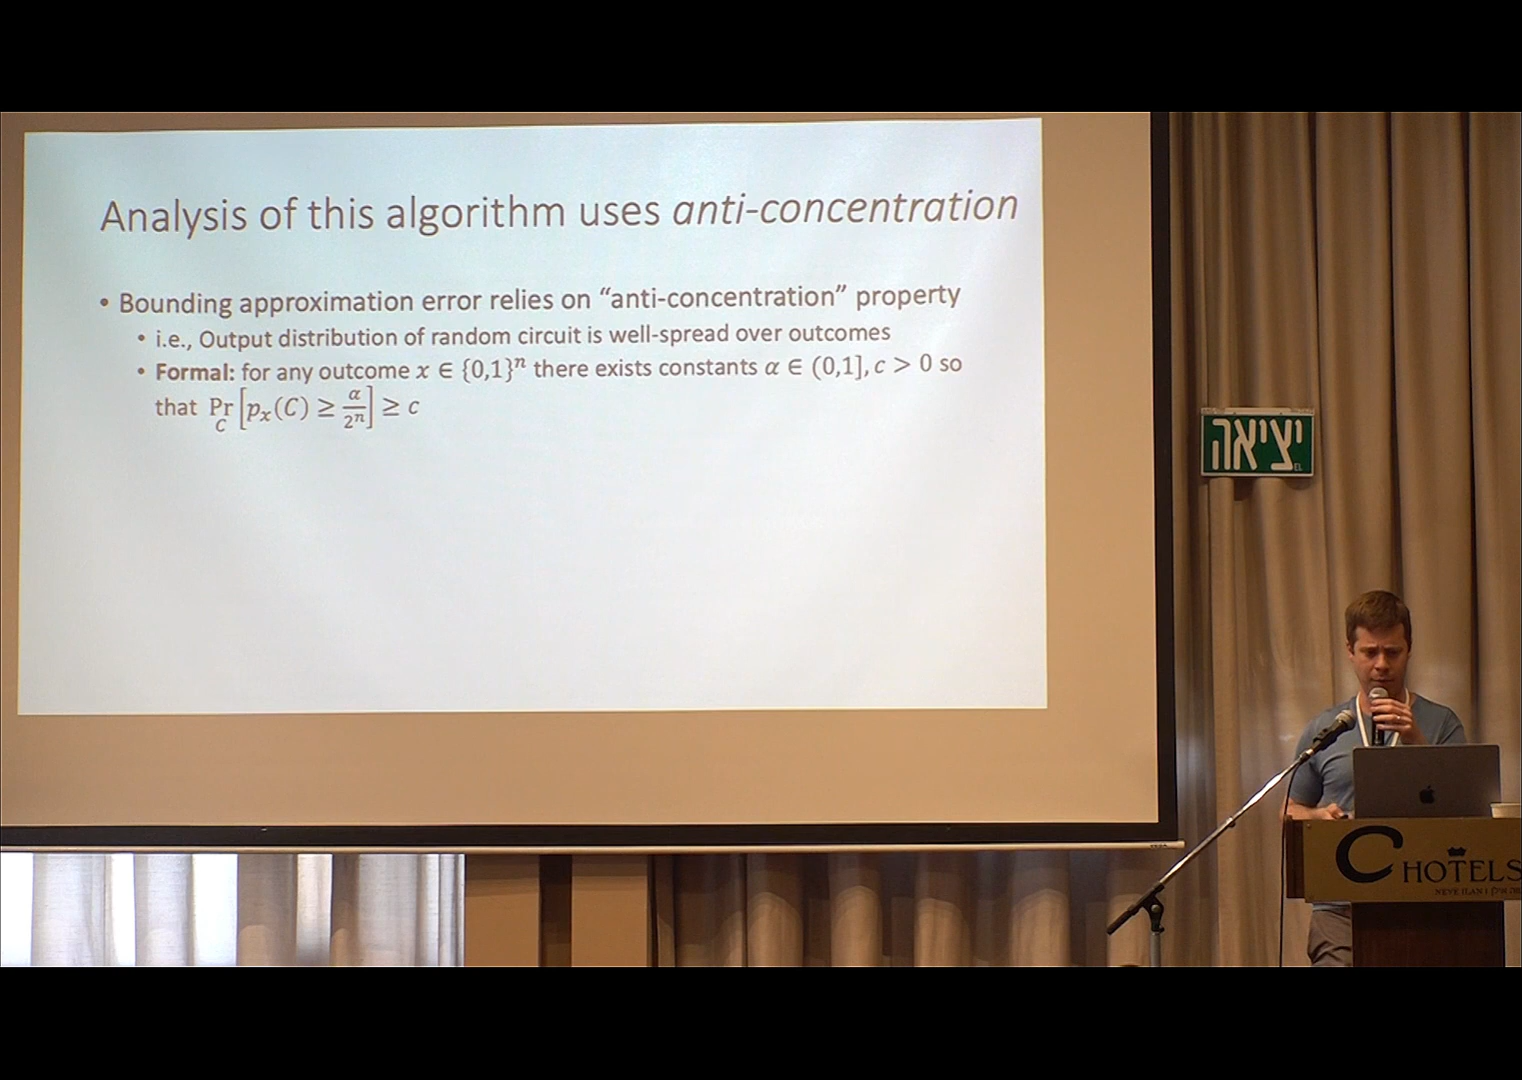 Analysis of this algorithm uses anti-concentration
• Bounding approximation error relies on “anti-concentration” property
• i.e., Output distribution of random circuit is well-spread over outcomes
• Formal: for any outcome x ∈ {0,1}ⁿ there exists constants α ∈ (0,1], c > 0 so
that Pr_C [p_x(C) ≥ α/2ⁿ] ≥ c
יציאה
C HOTELS
NEVE ILAN